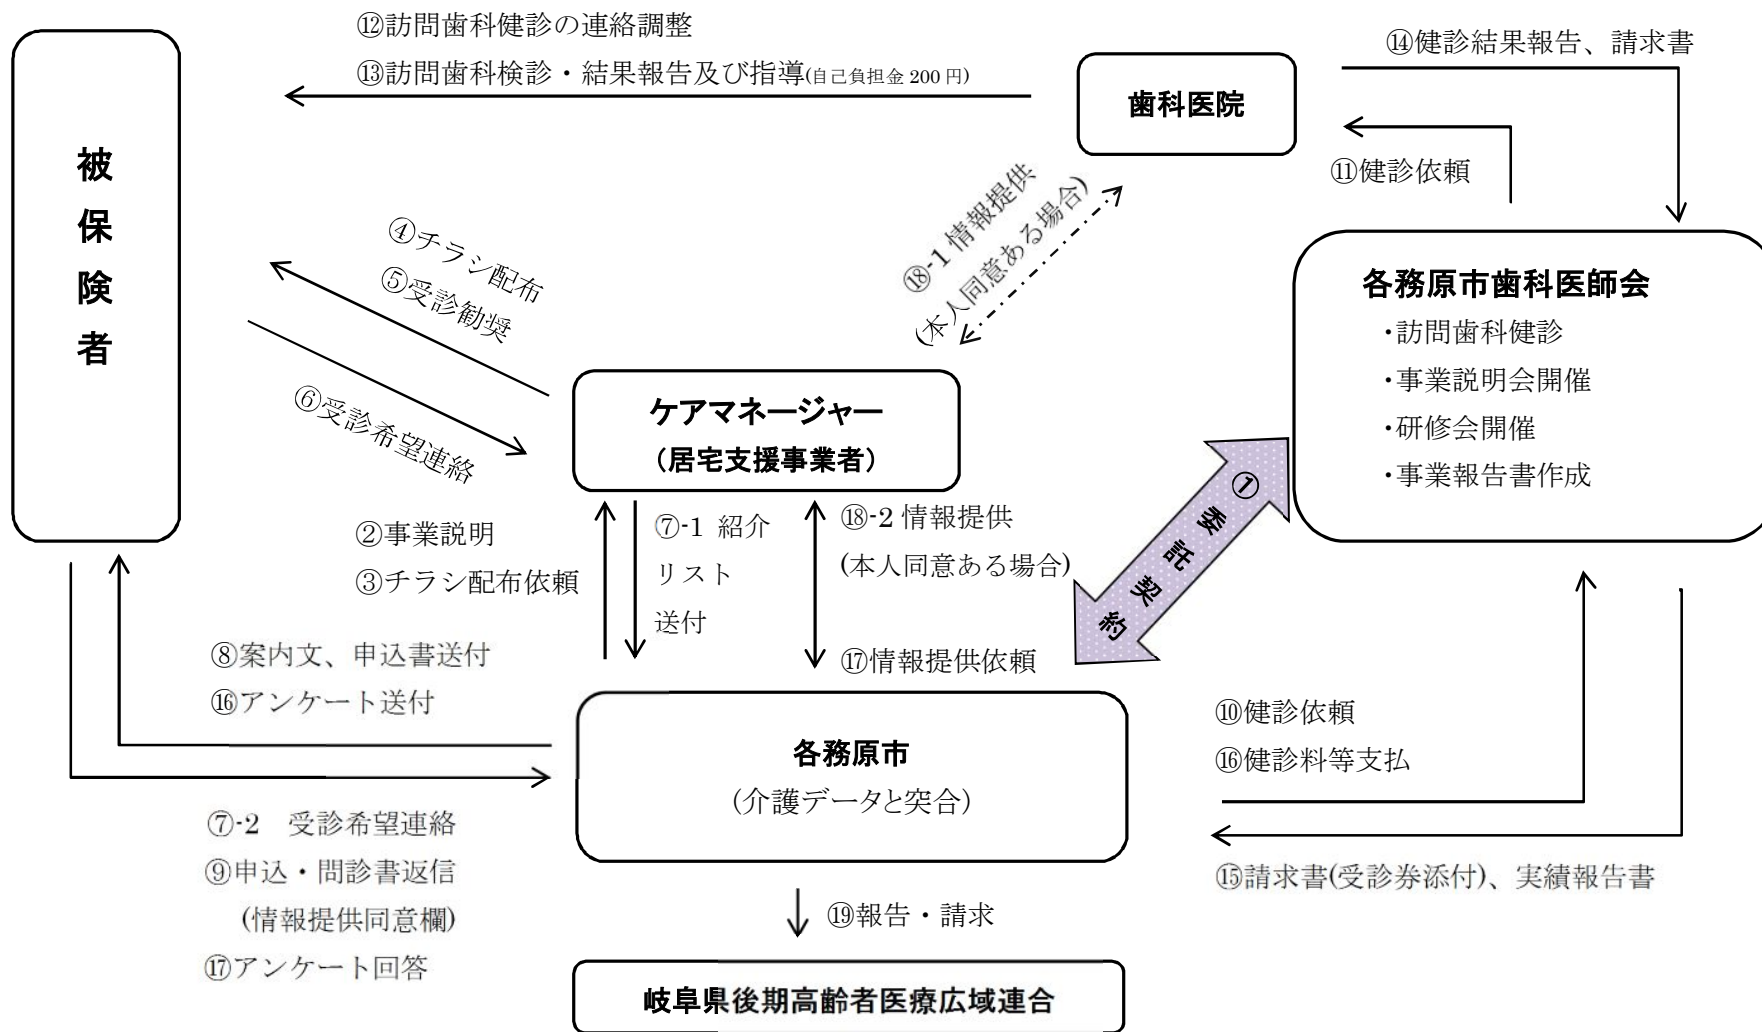 ⑫訪問歯科健診の連絡調整
⑬訪問歯科検診・結果報告及び指導(自己負担金 200 円)
⑭健診結果報告、請求書
歯科医院
⑪健診依頼
被保険者
④チラシ配布
⑤受診勧奨
⑥受診希望連絡
⑱-1 情報提供
(本人同意ある場合)
各務原市歯科医師会
・訪問歯科健診
・事業説明会開催
・研修会開催
・事業報告書作成
ケアマネージャー
(居宅支援事業者)
①委託契約
②事業説明
③チラシ配布依頼
⑦-1 紹介
リスト
送付
⑱-2 情報提供
(本人同意ある場合)
⑰情報提供依頼
⑧案内文、申込書送付
⑯アンケート送付
各務原市
(介護データと突合)
⑩健診依頼
⑯健診料等支払
⑦-2 受診希望連絡
⑨申込・問診書返信
(情報提供同意欄)
⑰アンケート回答
⑮請求書(受診券添付)、実績報告書
⑲報告・請求
岐阜県後期高齢者医療広域連合